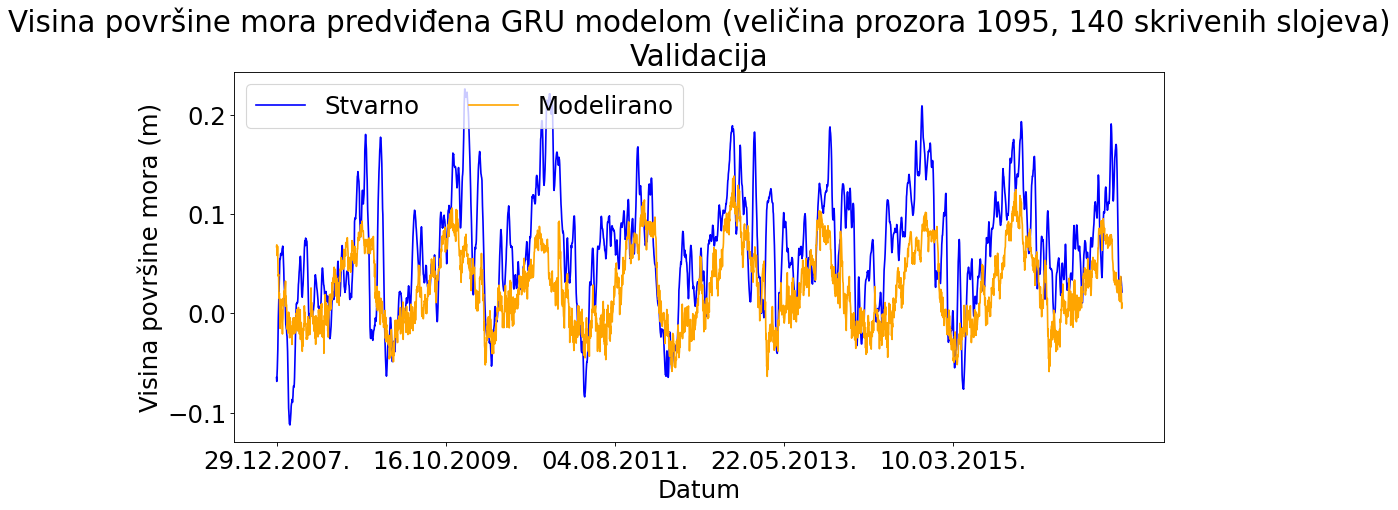 Visina površine mora predviđena GRU modelom (veličina prozora 1095, 140 skrivenih slojeva)
Validacija
Stvarno Modelirano
Visina površine mora (m)
0.2
0.1
0.0
−0.1
29.12.2007. 16.10.2009. 04.08.2011. 22.05.2013. 10.03.2015.
Datum